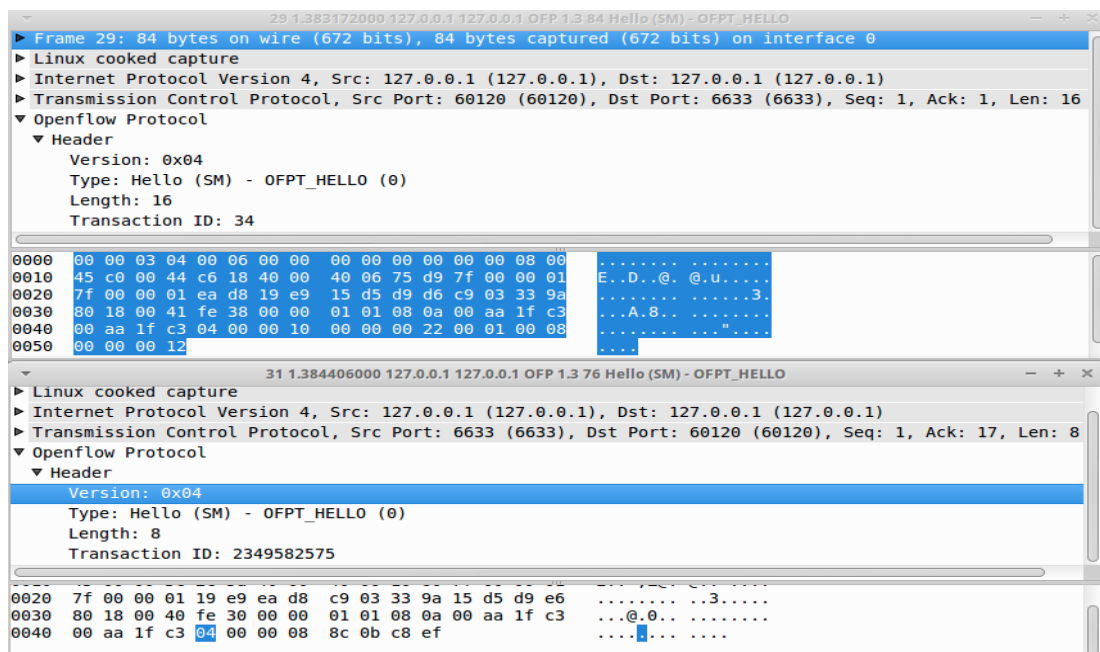 29 1.383172000 127.0.0.1 127.0.0.1 OFP 1.3 84 Hello (SM) - OFPT_HELLO
Frame 29: 84 bytes on wire (672 bits), 84 bytes captured (672 bits) on interface 0
Linux cooked capture
Internet Protocol Version 4, Src: 127.0.0.1 (127.0.0.1), Dst: 127.0.0.1 (127.0.0.1)
Transmission Control Protocol, Src Port: 60120 (60120), Dst Port: 6633 (6633), Seq: 1, Ack: 1, Len: 16
Openflow Protocol
Header
Version: 0x04
Type: Hello (SM) - OFPT_HELLO (0)
Length: 16
Transaction ID: 34
0000 00 00 03 04 00 06 00 00 00 00 00 00 00 00 08 00 ........ ........
0010 45 c0 00 44 c6 18 40 00 40 06 75 d9 7f 00 00 01 E..D..@. @.u.....
0020 7f 00 00 01 ea d8 19 e9 15 d5 d9 d6 c9 03 33 9a ........ ......3.
0030 80 18 00 41 fe 38 00 00 01 01 08 0a 00 aa 1f c3 ...A.8.. ........
0040 00 aa 1f c3 04 00 00 10 00 00 00 22 00 01 00 08 ........ ..."....
0050 00 00 00 12 ....
31 1.384406000 127.0.0.1 127.0.0.1 OFP 1.3 76 Hello (SM) - OFPT_HELLO
Linux cooked capture
Internet Protocol Version 4, Src: 127.0.0.1 (127.0.0.1), Dst: 127.0.0.1 (127.0.0.1)
Transmission Control Protocol, Src Port: 6633 (6633), Dst Port: 60120 (60120), Seq: 1, Ack: 17, Len: 8
Openflow Protocol
Header
Version: 0x04
Type: Hello (SM) - OFPT_HELLO (0)
Length: 8
Transaction ID: 2349582575
0020 7f 00 00 01 19 e9 ea d8 c9 03 33 9a 15 d5 d9 e6 ........ ..3.....
0030 80 18 00 40 fe 30 00 00 01 01 08 0a 00 aa 1f c3 ...@.0.. ........
0040 00 aa 1f c3 04 00 00 08 8c 0b c8 ef ........ ....